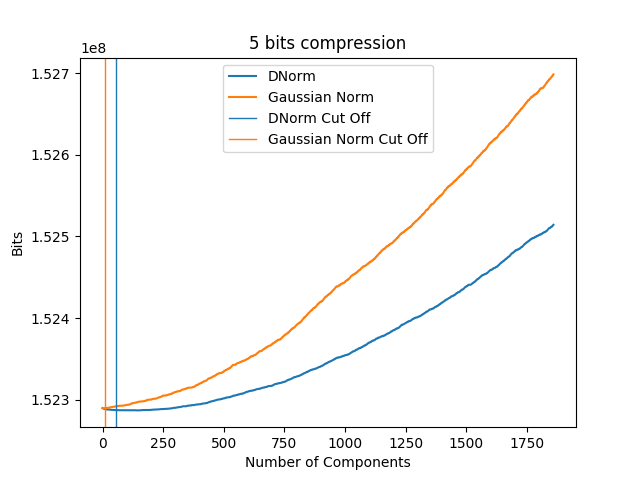 5 bits compression
1e8
1.527
1.526
1.525
1.524
1.523
Bits
DNorm
Gaussian Norm
DNorm Cut Off
Gaussian Norm Cut Off
0 250 500 750 1000 1250 1500 1750
Number of Components